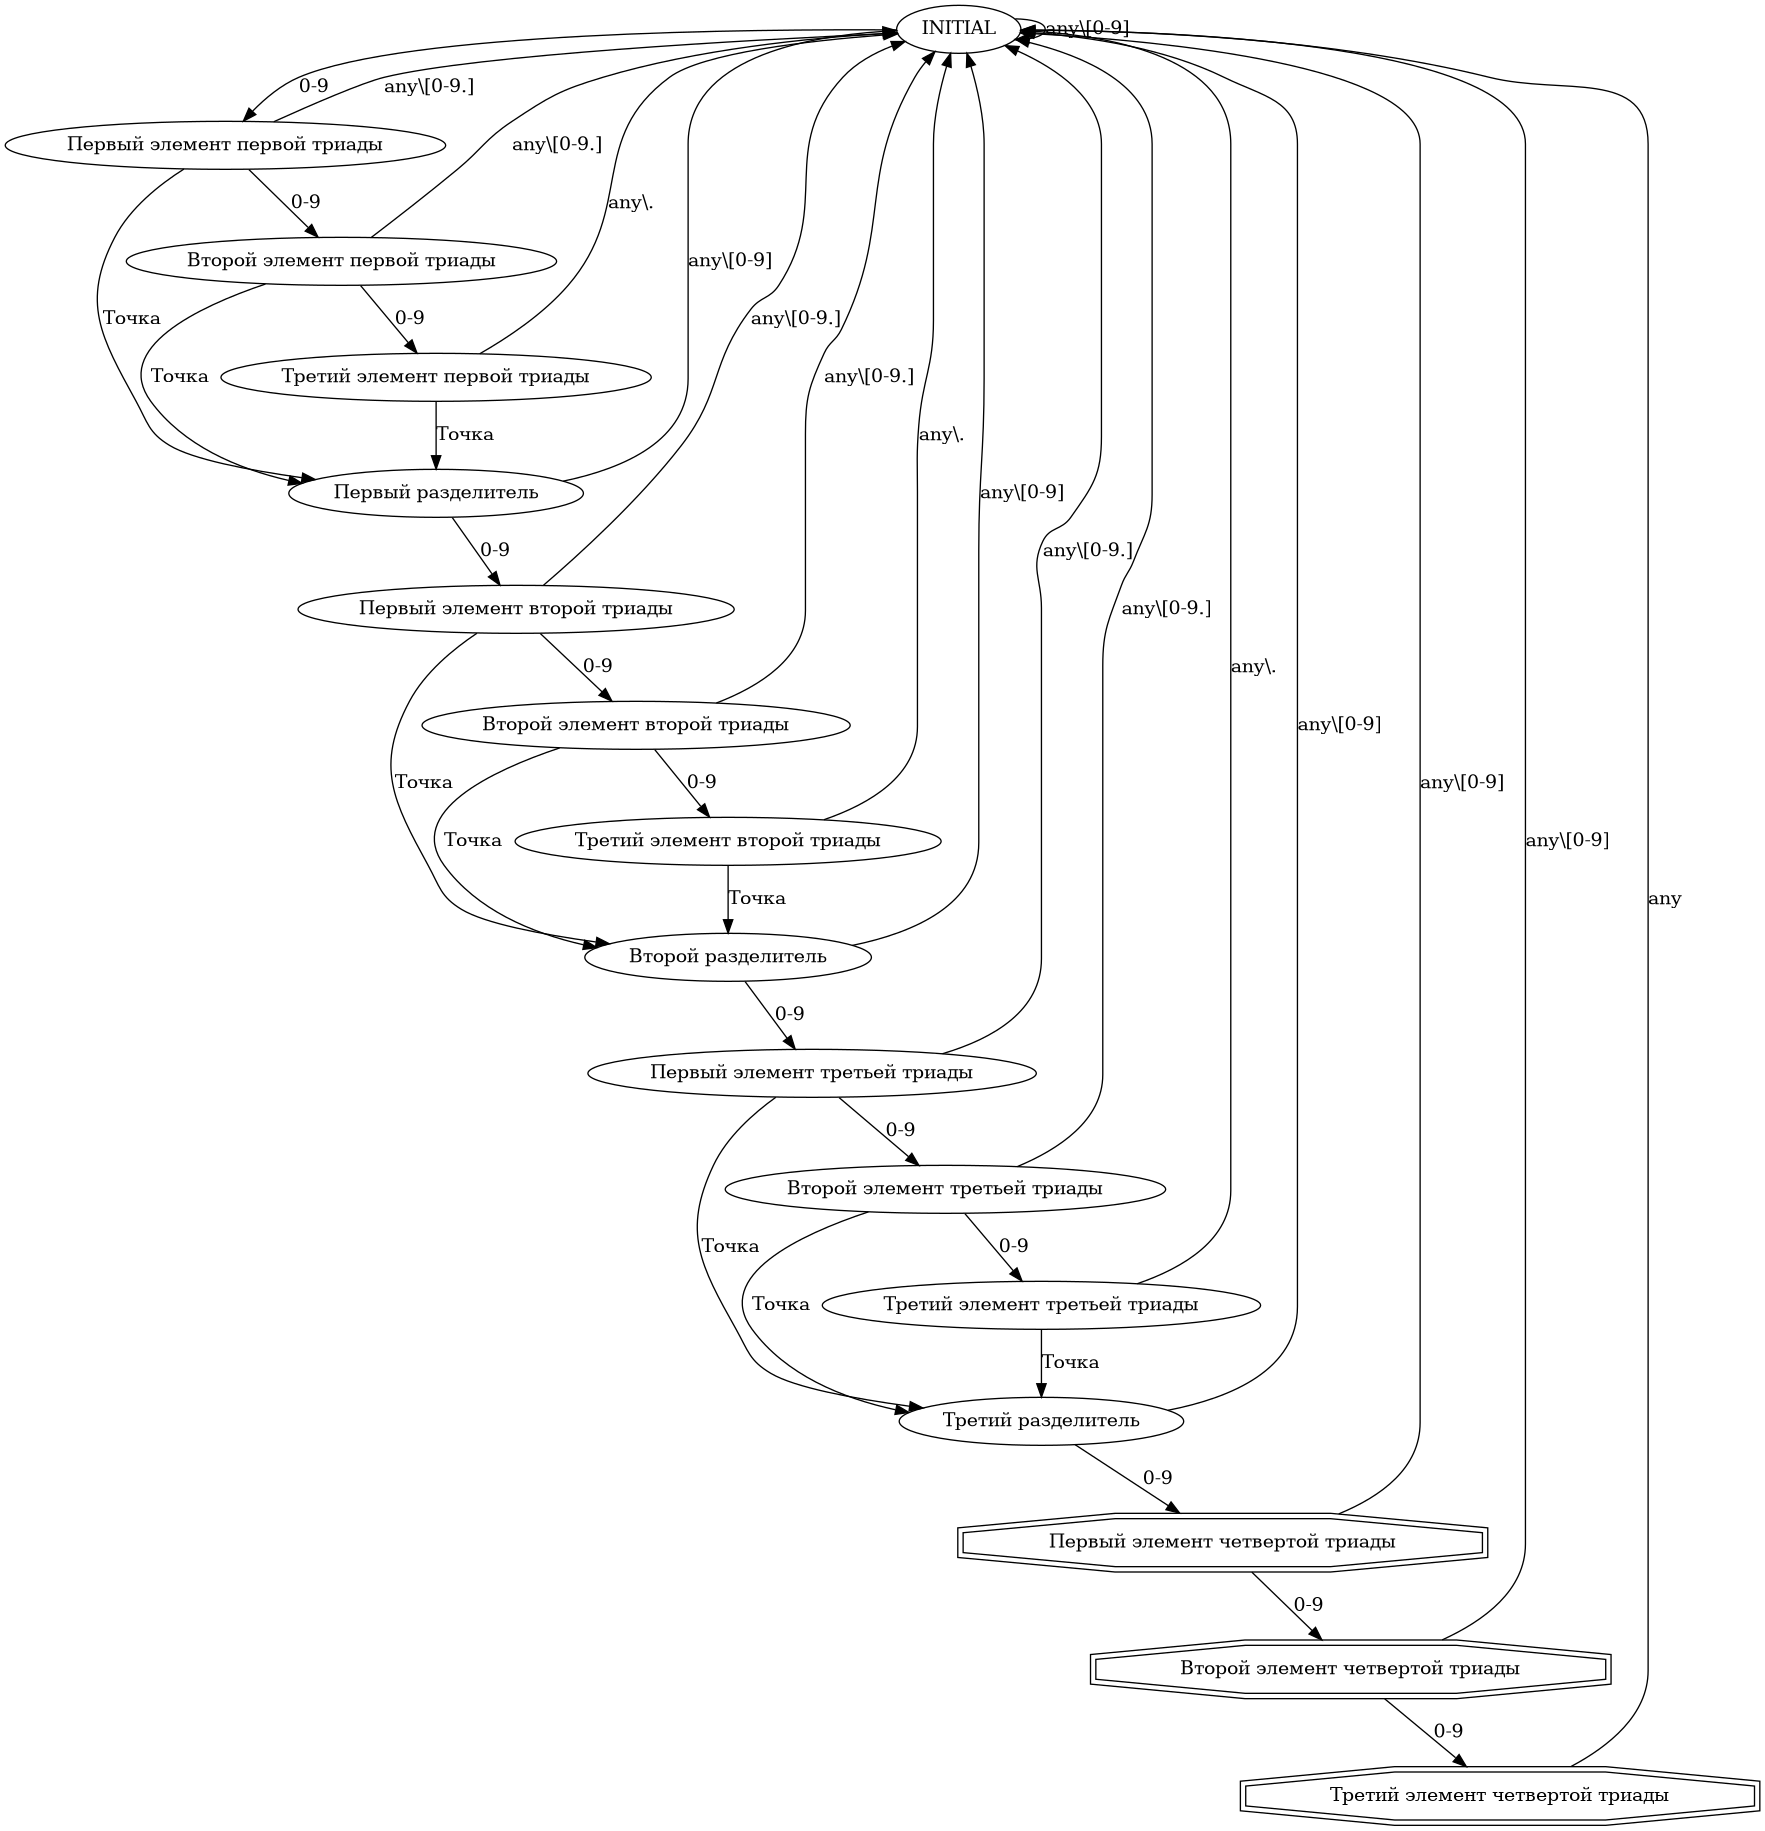 INITIAL
any\[0-9]
0-9
any\[0-9.]
Первый элемент первой триады
any\[0-9.]
0-9
any\.
Второй элемент первой триады
any\[0-9]
Точка
0-9
any\[0-9.]
Точка
Третий элемент первой триады
any\[0-9.]
Точка
any\.
Первый разделитель
any\[0-9]
0-9
any\[0-9.]
Первый элемент второй триады
any\[0-9.]
0-9
any\.
Второй элемент второй триады
any\[0-9]
Точка
0-9
any\[0-9]
Точка
Третий элемент второй триады
any\[0-9]
Точка
any
Второй разделитель
0-9
Первый элемент третьей триады
0-9
Второй элемент третьей триады
Точка
0-9
Точка
Третий элемент третьей триады
Точка
Третий разделитель
0-9
Первый элемент четвертой триады
0-9
Второй элемент четвертой триады
0-9
Третий элемент четвертой триады